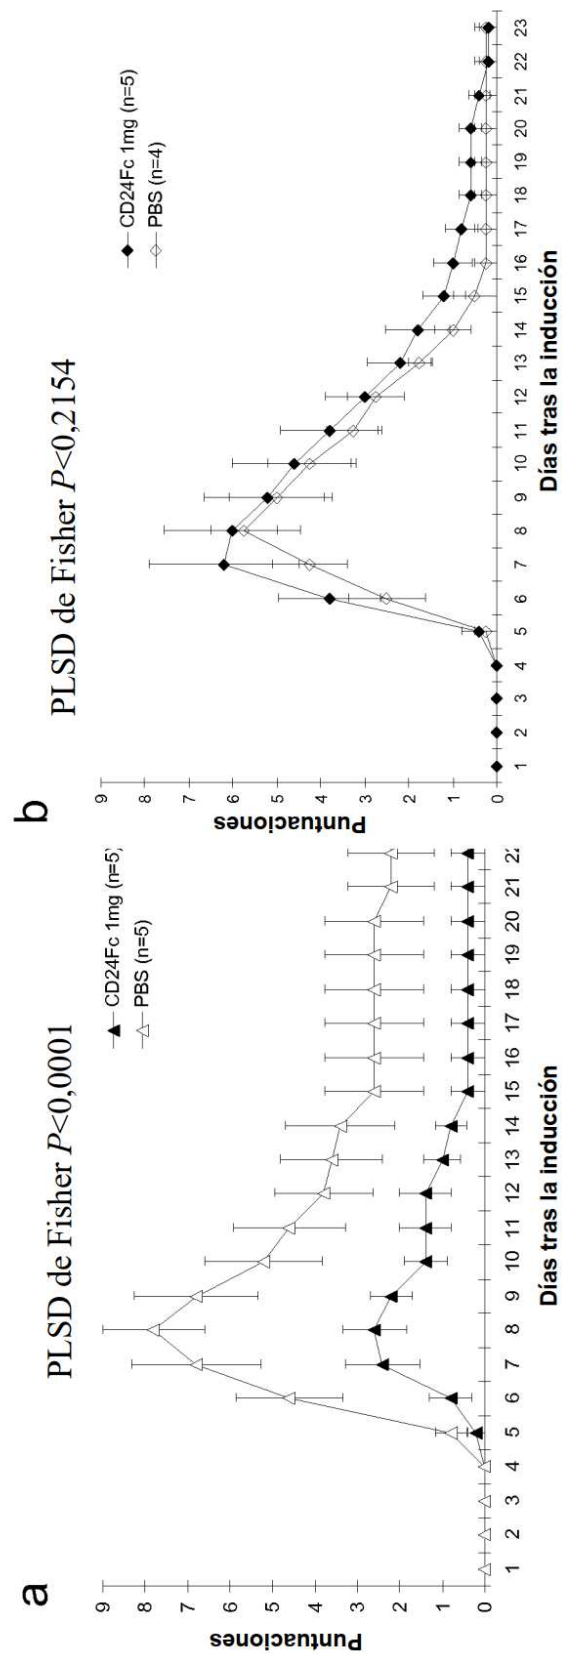 a
PLSD de Fisher P<0,0001
CD24Fc 1mg (n=5)
PBS (n=5)
Puntuaciones
9
8
7
6
5
4
3
2
1
0
1 2 3 4 5 6 7 8 9 10 11 12 13 14 15 16 17 18 19 20 21 22
Días tras la inducción
b
PLSD de Fisher P<0,2154
CD24Fc 1mg (n=5)
PBS (n=4)
Puntuaciones
9
8
7
6
5
4
3
2
1
0
1 2 3 4 5 6 7 8 9 10 11 12 13 14 15 16 17 18 19 20 21 22 23
Días tras la inducción